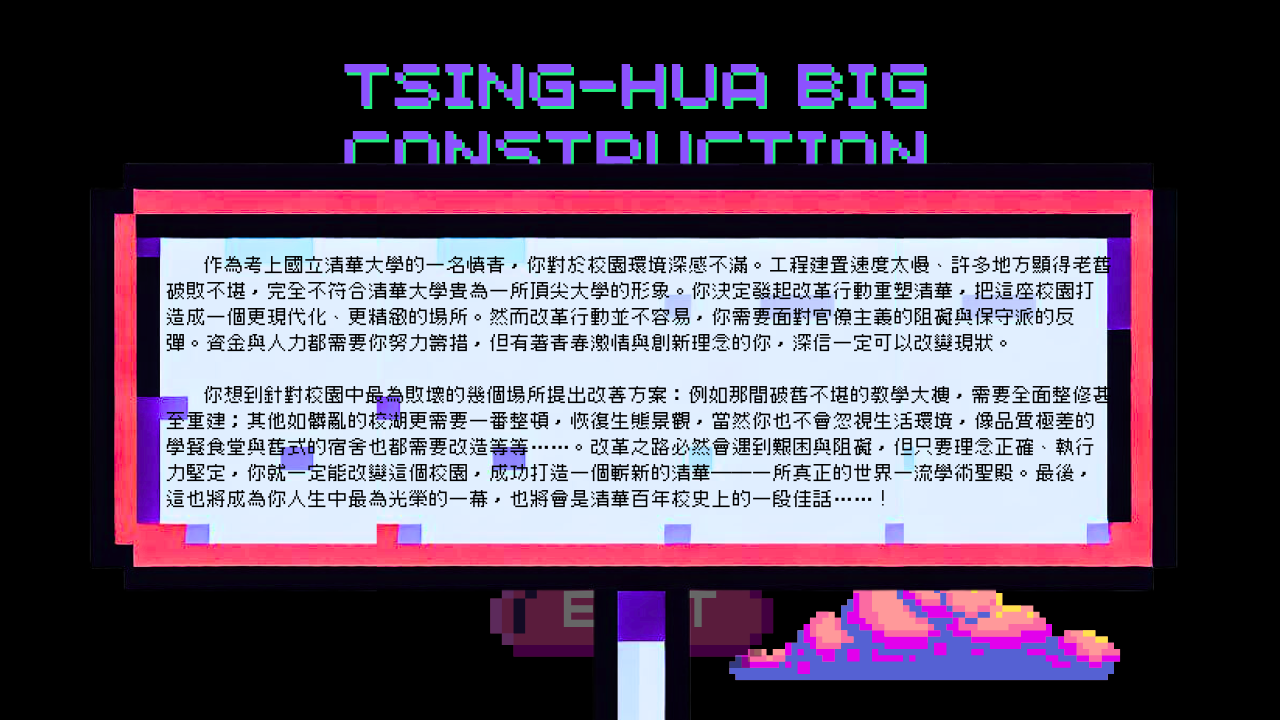 TSING-HUA BIG
CONSTRUCTION
作為考上國立清華大學的一名憤青，你對於校園環境深感不滿。工程建置速度太慢、許多地方顯得老舊
破敗不堪，完全不符合清華大學貴為一所頂尖大學的形象。你決定發起改革行動重塑清華，把這座校園打
造成一個更現代化、更精緻的場所。然而改革行動並不容易，你需要面對官僚主義的阻礙與保守派的反
彈。資金與人力都需要你努力籌措，但有著青春激情與創新理念的你，深信一定可以改變現狀。
你想到針對校園中最為敗壞的幾個場所提出改善方案：例如那間破舊不堪的教學大樓，需要全面整修甚
至重建；其他如髒亂的校湖更需要一番整頓，恢復生態景觀，當然你也不會忽視生活環境，像品質極差的
學餐食堂與舊式的宿舍也都需要改造等等……。改革之路必然會遇到艱困與阻礙，但只要理念正確、執行
力堅定，你就一定能改變這個校園，成功打造一個嶄新的清華———一所真正的世界一流學術聖殿。最後，
這也將成為你人生中最為光榮的一幕，也將會是清華百年校史上的一段佳話……！